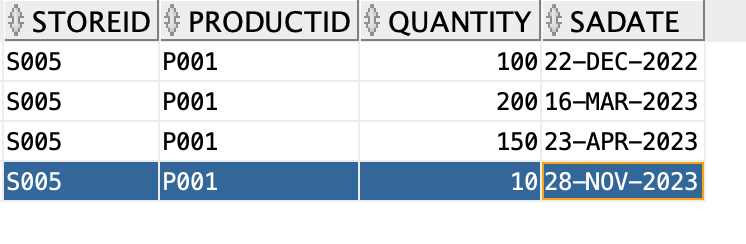 STOREID PRODUCTID QUANTITY SADATE
S005 P001 100 22-DEC-2022
S005 P001 200 16-MAR-2023
S005 P001 150 23-APR-2023
S005 P001 10 28-NOV-2023